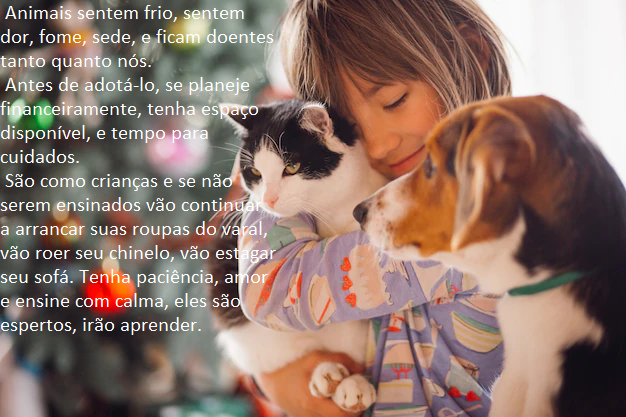 Animais sentem frio, sentem
dor, fome, sede, e ficam doentes
tanto quanto nós.
Antes de adotá-lo, se planeje
financeiramente, tenha espaço
disponível, e tempo para
cuidados.
São como crianças e se não
serem ensinados vão continuar
a arrancar suas roupas do varal,
vão roer seu chinelo, vão estagar
seu sofá. Tenha paciência, amor
e ensine com calma, eles são
espertos, irão aprender.